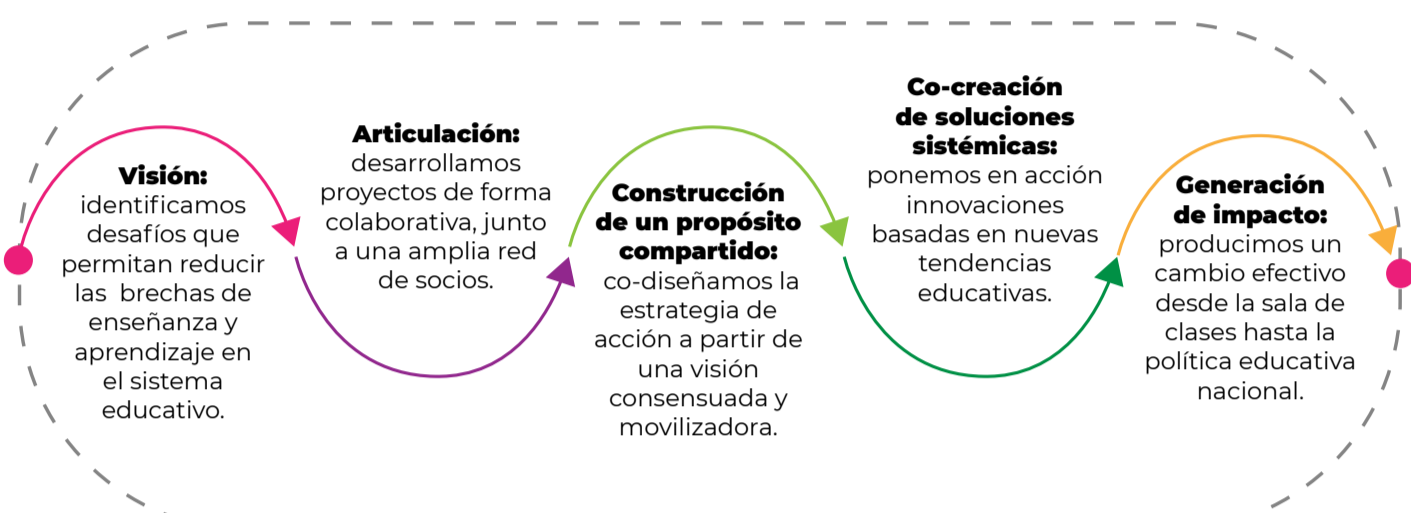 Visión:
identificamos
desafíos que
permitan reducir
las brechas de
enseñanza y
aprendizaje en
el sistema
educativo.
Articulación:
desarrollamos
proyectos de forma
colaborativa, junto
a una amplia red
de socios.
Construcción
de un propósito
compartido:
co-diseñamos la
estrategia de
acción a partir de
una visión
consensuada y
movilizadora.
Co-creación
de soluciones
sistémicas:
ponemos en acción
innovaciones
basadas en nuevas
tendencias
educativas.
Generación
de impacto:
producimos un
cambio efectivo
desde la sala de
clases hasta la
política educativa
nacional.